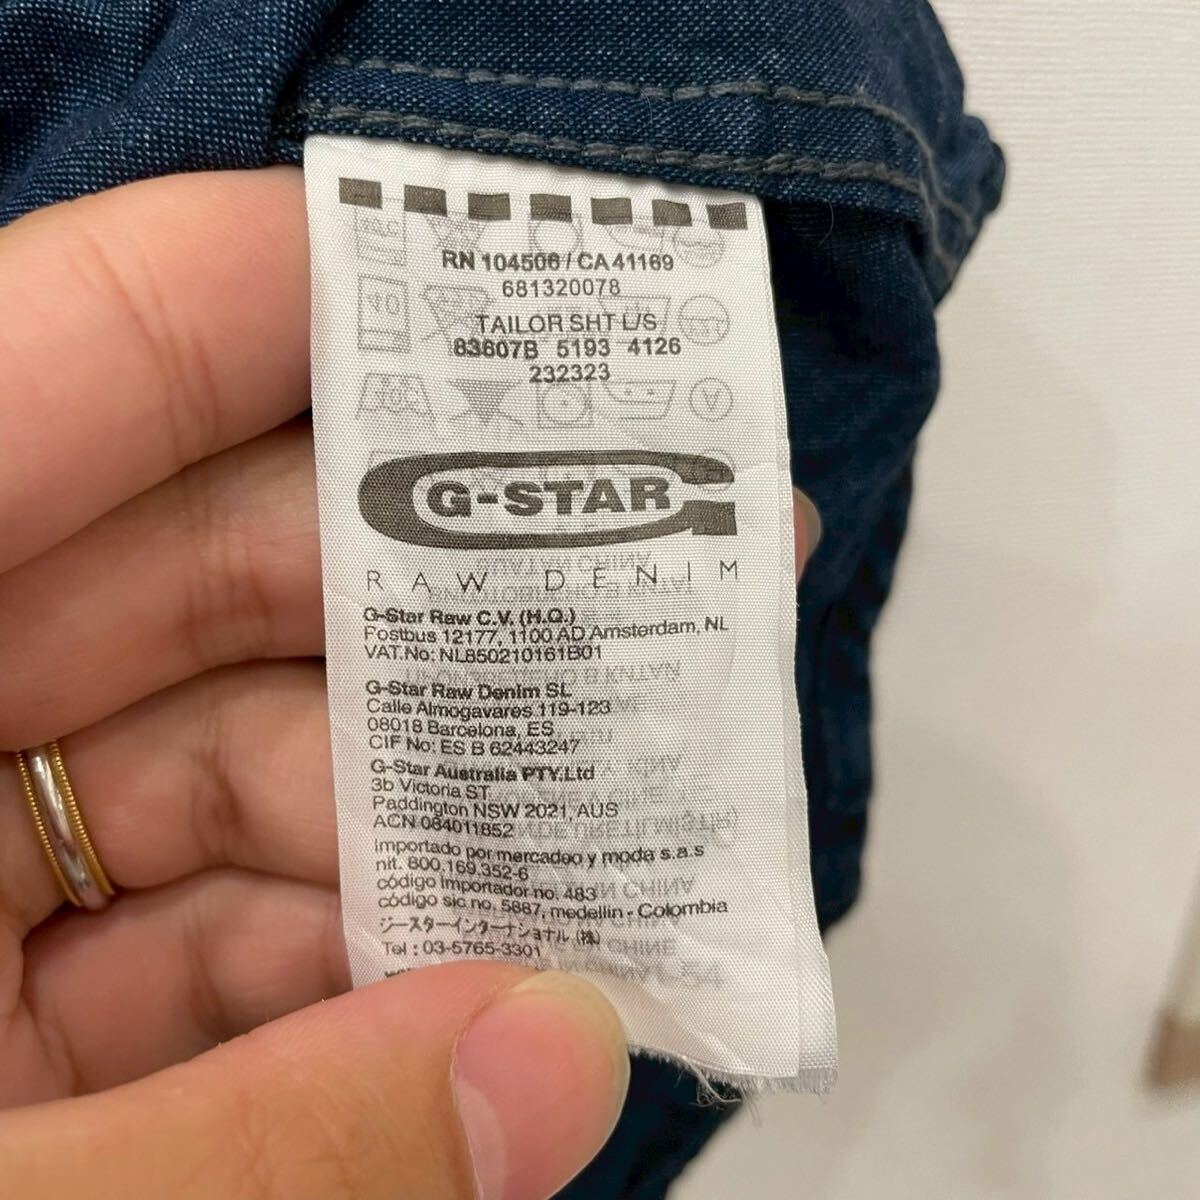 RN 104506 / CA 41169
681320078
TAILOR SHT L/S
83607B 5193 4126
232323
G-STAR
RAW DENIM
G-Star Raw C.V. (H.Q.)
Postbus 12177, 1100 AD Amsterdam, NL
VAT.No: NL850210161B01
G-Star Raw Denim SL
Calle Almogavares 119-123
08018 Barcelona, ES
CIF No: ES B 62443247
G-Star Australia PTY.Ltd
3b Victoria ST
Paddington NSW 2021, AUS
ACN 084011852
Importado por mercadeo y moda s.a.s
nit. 800.169.352-6
código importador no. 483
código sic no. 5887, medellin - Colombia
ジースターインターナショナル (株)
Tel : 03-5765-3301